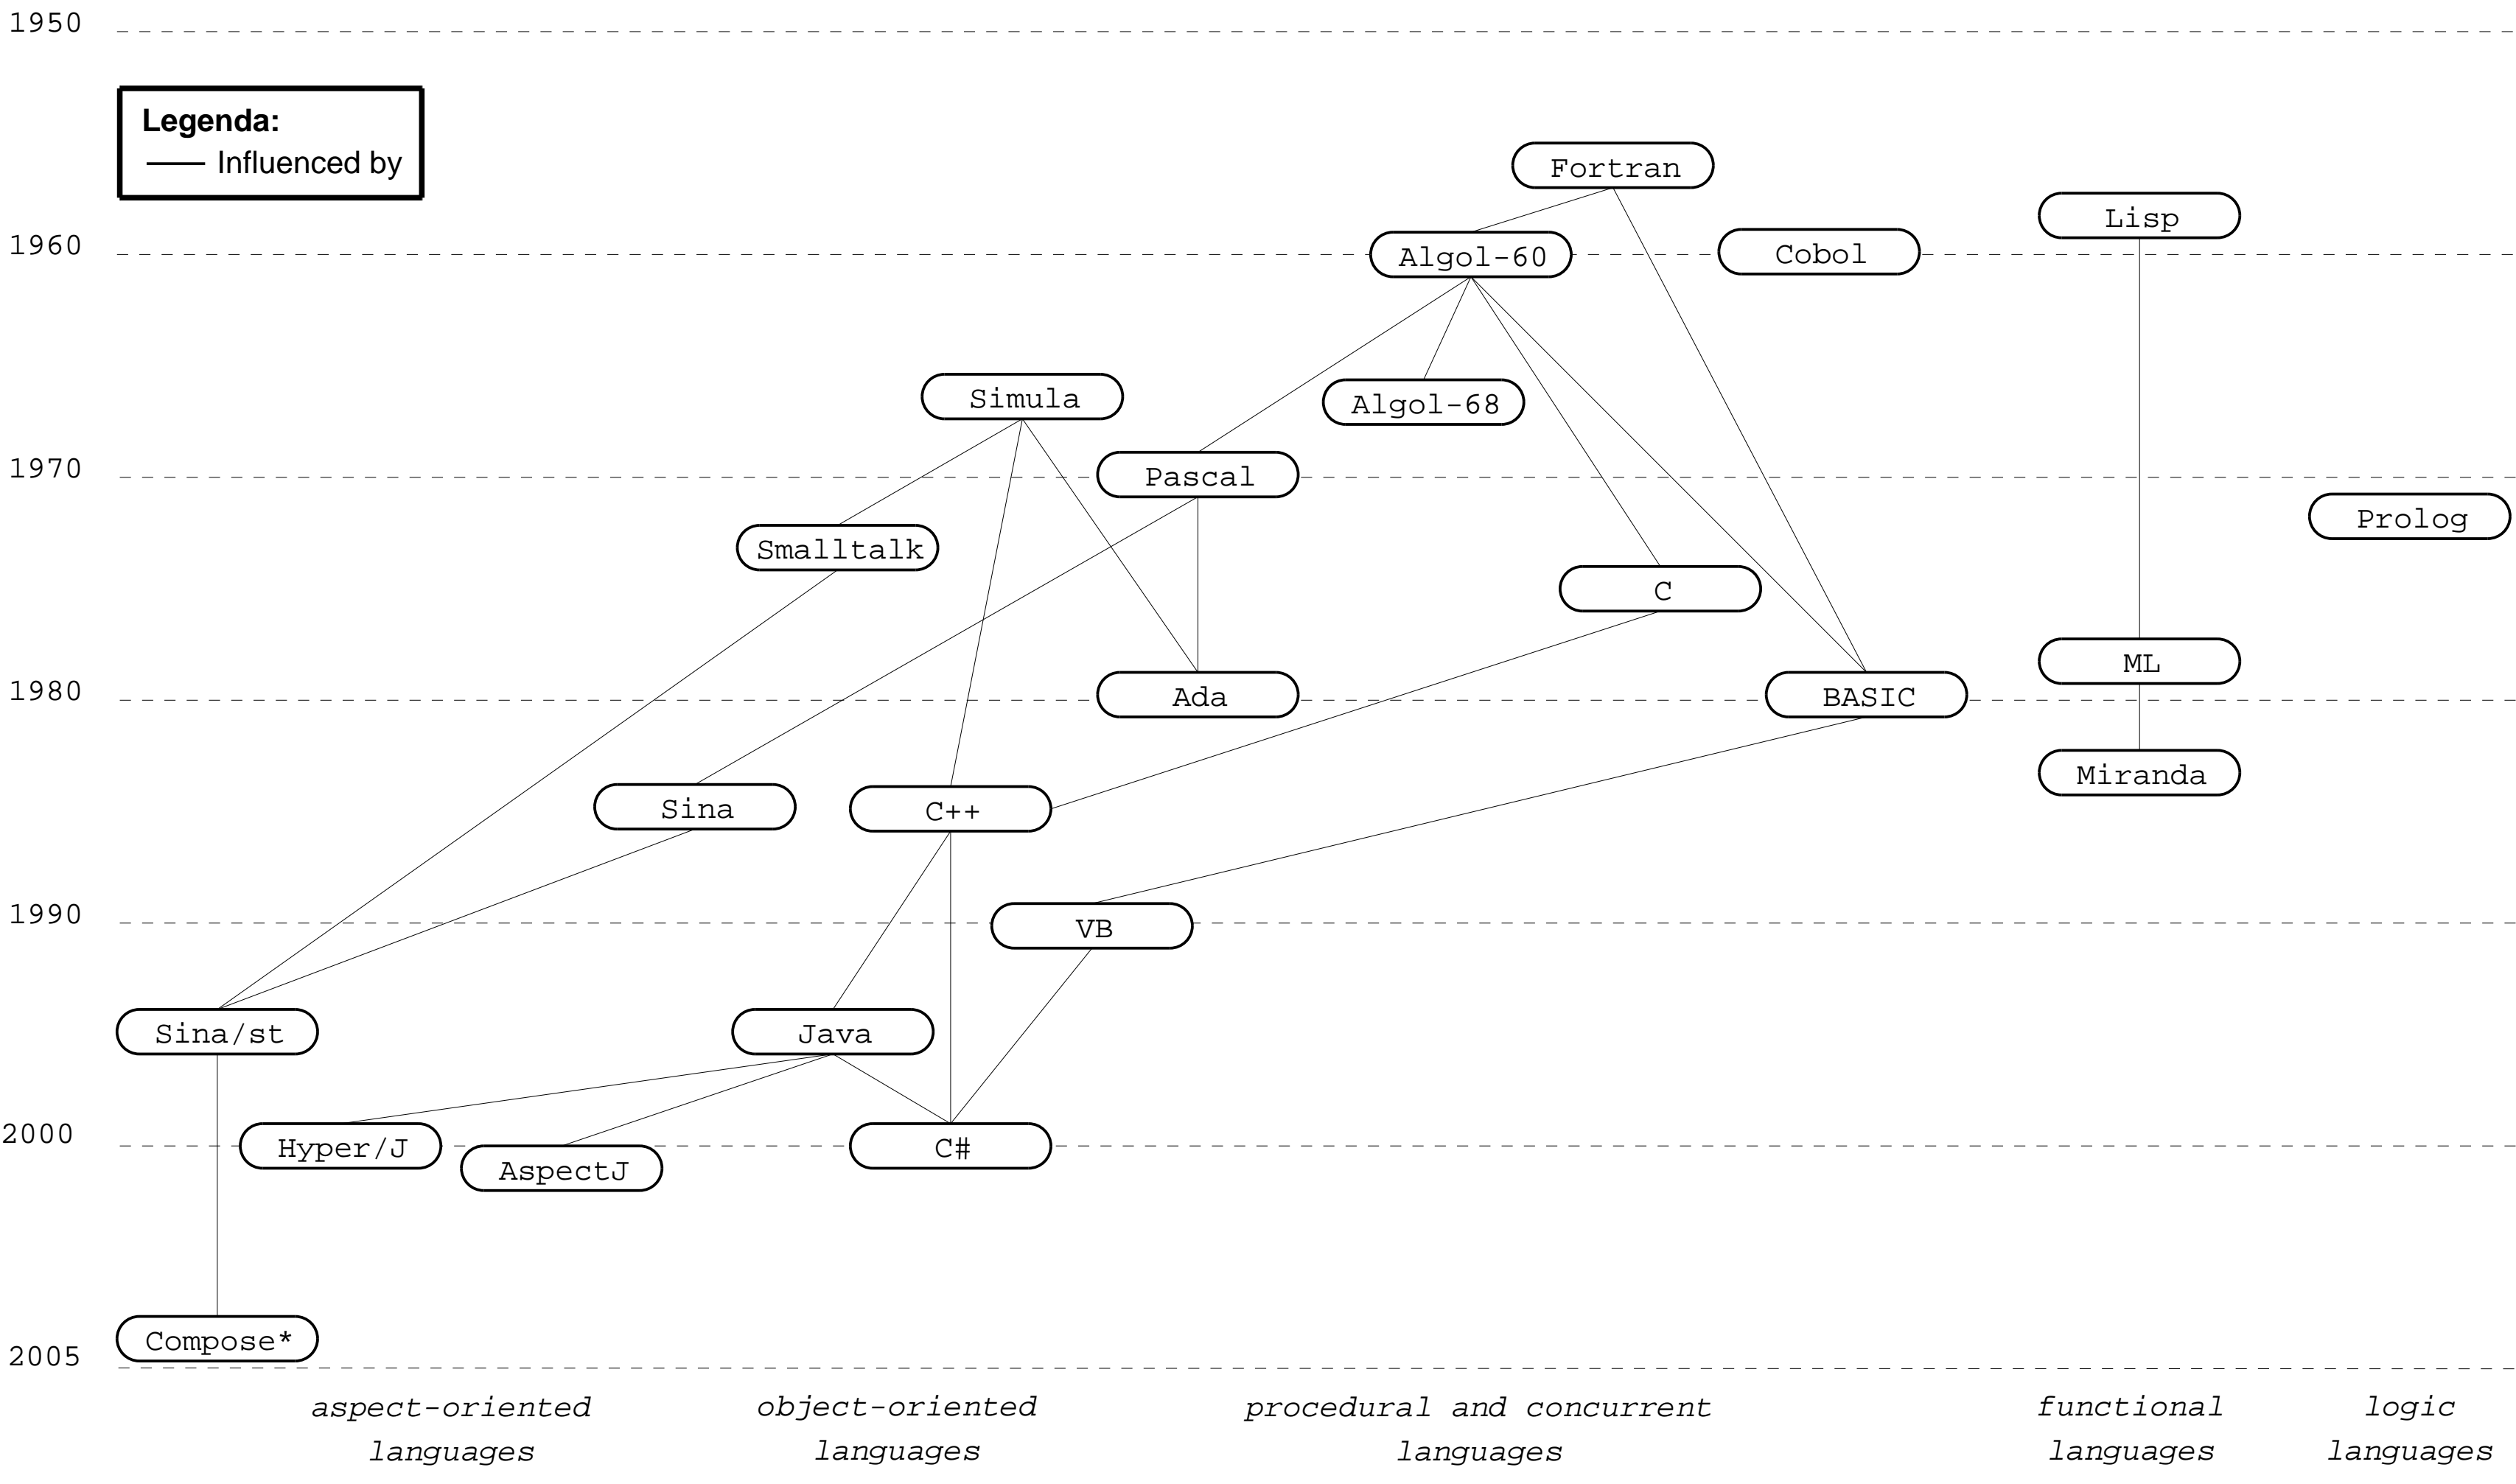 1950
Legenda:
Influenced by
Fortran
Lisp
1960
Algol-60
Cobol
Simula
Algol-68
1970
Pascal
Prolog
Smalltalk
C
ML
1980
Ada
BASIC
Miranda
Sina
C++
1990
VB
Sina/st
Java
2000
Hyper/J
C#
AspectJ
Compose*
2005
aspect-oriented
languages
object-oriented
languages
procedural and concurrent
languages
functional
languages
logic
languages